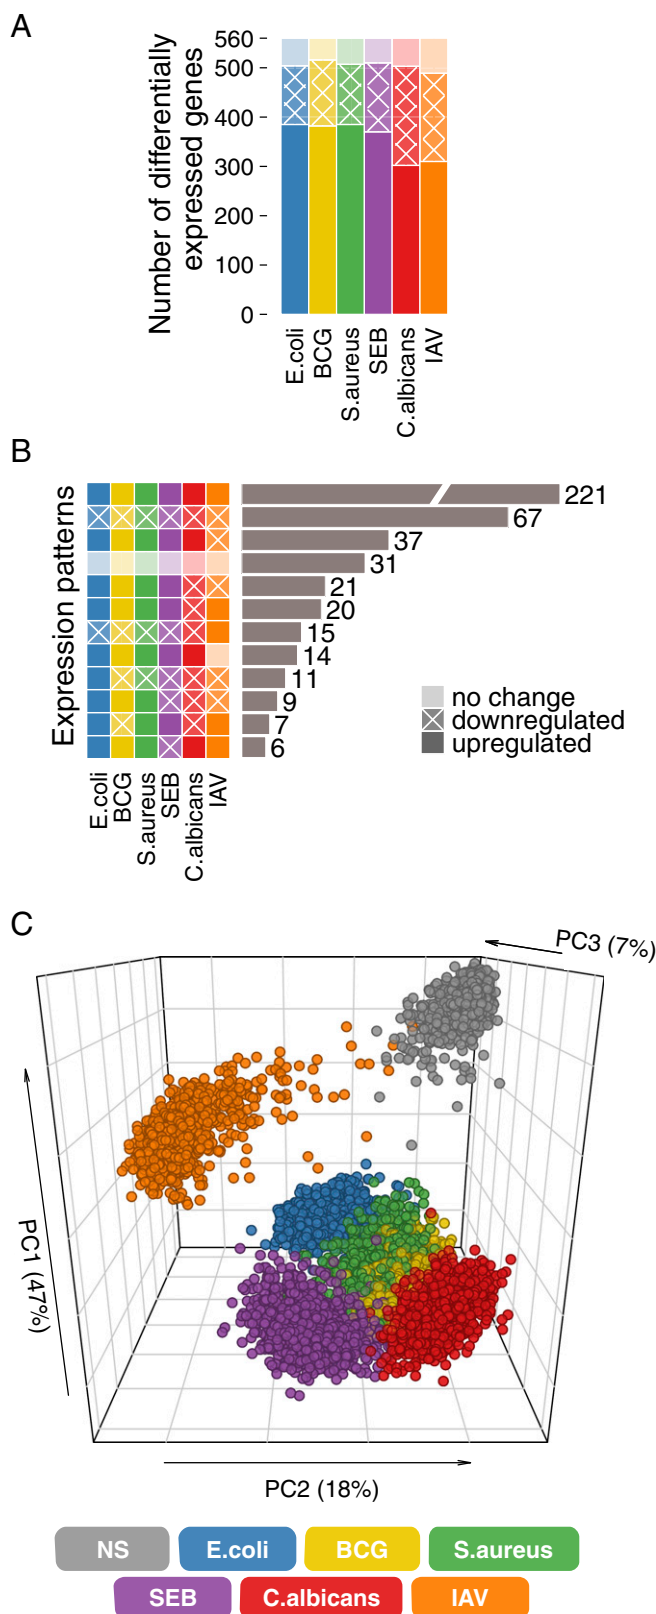 A
Number of differentially
expressed genes
560
500
400
300
200
100
0
E.coli
BCG
S.aureus
SEB
C.albicans
IAV
B
Expression patterns
221
67
37
31
21
20
15
14
11
9
7
6
no change
downregulated
upregulated
E.coli
BCG
S.aureus
SEB
C.albicans
IAV
C
PC3 (7%)
PC1 (47%)
PC2 (18%)
NS
E.coli
BCG
S.aureus
SEB
C.albicans
IAV